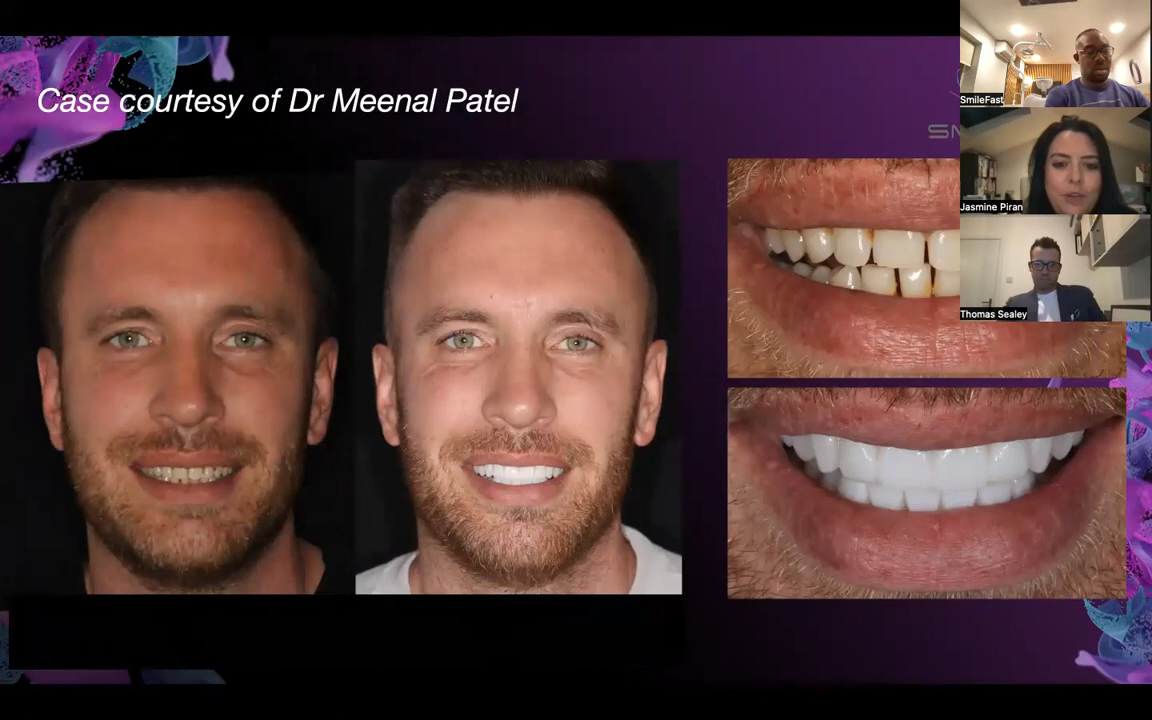 Case courtesy of Dr Meenal Patel
SmileFast
Jasmine Piran
Thomas Sealey